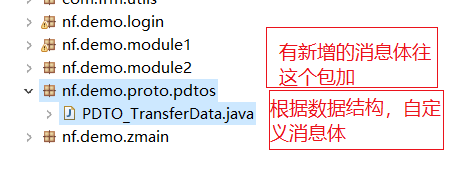 com.frm.utils
nf.demo.login
nf.demo.module1
nf.demo.module2
nf.demo.proto.pdtos
PDTO_TransferData.java
nf.demo.zmain
有新增的消息体往
这个包加
根据数据结构，自定
义消息体